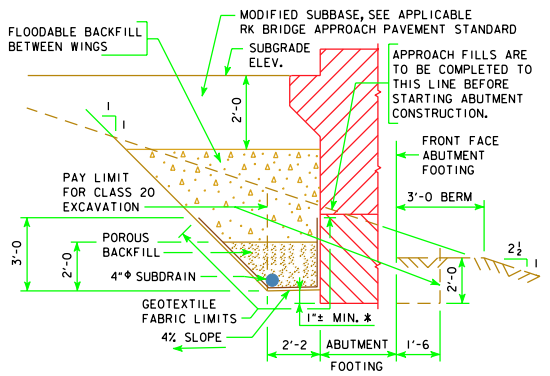 FLOODABLE BACKFILL
BETWEEN WINGS
MODIFIED SUBBASE, SEE APPLICABLE
RK BRIDGE APPROACH PAVEMENT STANDARD
SUBGRADE
ELEV.
APPROACH FILLS ARE
TO BE COMPLETED TO
THIS LINE BEFORE
STARTING ABUTMENT
CONSTRUCTION.
1
1
2'-0
FRONT FACE
ABUTMENT
FOOTING
PAY LIMIT
FOR CLASS 20
EXCAVATION
3'-0 BERM
3'-0
2'-0
POROUS
BACKFILL
4"Φ SUBDRAIN
2 1/2
1
2'-0
GEOTEXTILE
FABRIC LIMITS
1"± MIN. *
4% SLOPE
2'-2
ABUTMENT
FOOTING
1'-6